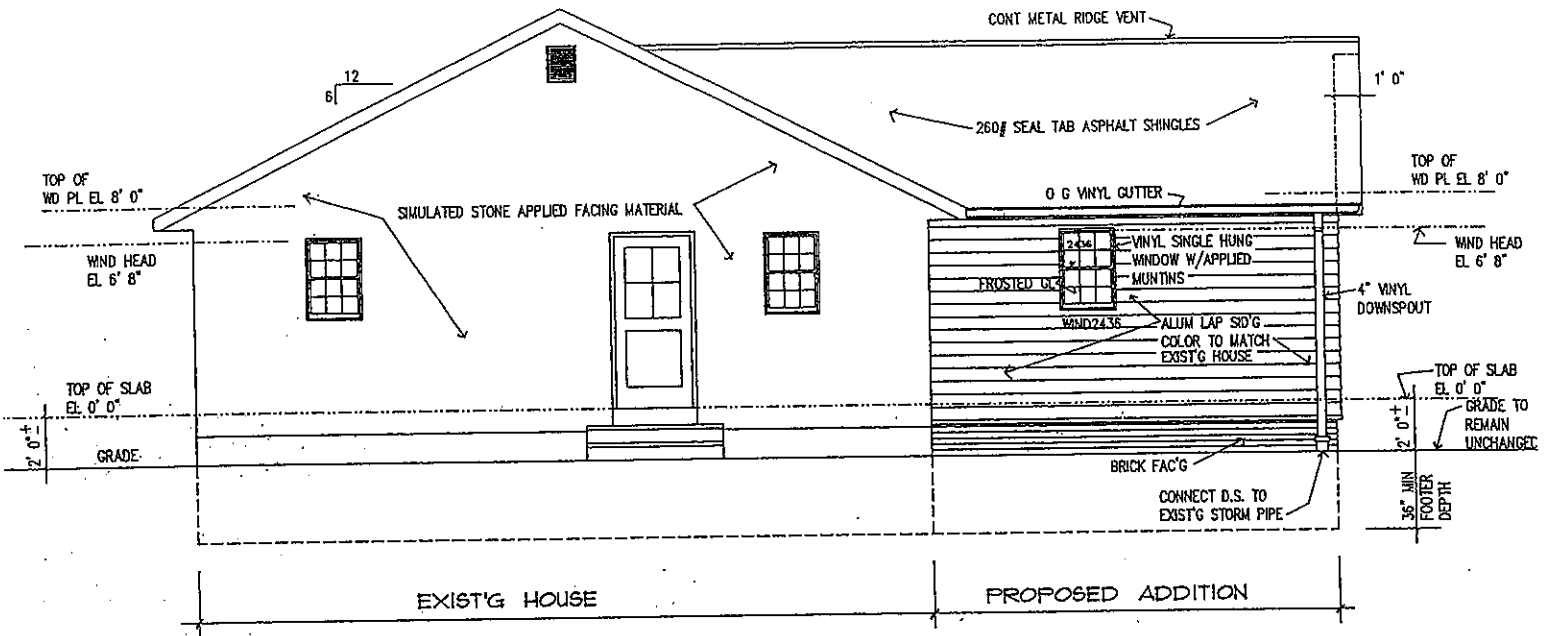 CONT METAL RIDGE VENT
12
6
1' 0"
260# SEAL TAB ASPHALT SHINGLES
TOP OF
WD PL EL 8' 0"
TOP OF
WD PL EL 8' 0"
O G VINYL GUTTER
SIMULATED STONE APPLIED FACING MATERIAL
WIND HEAD
EL 6' 8"
2436
VINYL SINGLE HUNG
WINDOW W/APPLIED
MUNTINS
WIND HEAD
EL 6' 8"
FROSTED GL
4" VINYL
DOWNSPOUT
WIND2436
ALUM LAP SID'G
COLOR TO MATCH
EXIST'G HOUSE
TOP OF SLAB
EL 0' 0"
TOP OF SLAB
EL 0' 0"
2' 0"±
GRADE
2' 0"±
GRADE TO
REMAIN
UNCHANGED
BRICK FAC'G
CONNECT D.S. TO
EXIST'G STORM PIPE
36" MIN
FOOTER
DEPTH
EXIST'G HOUSE
PROPOSED ADDITION